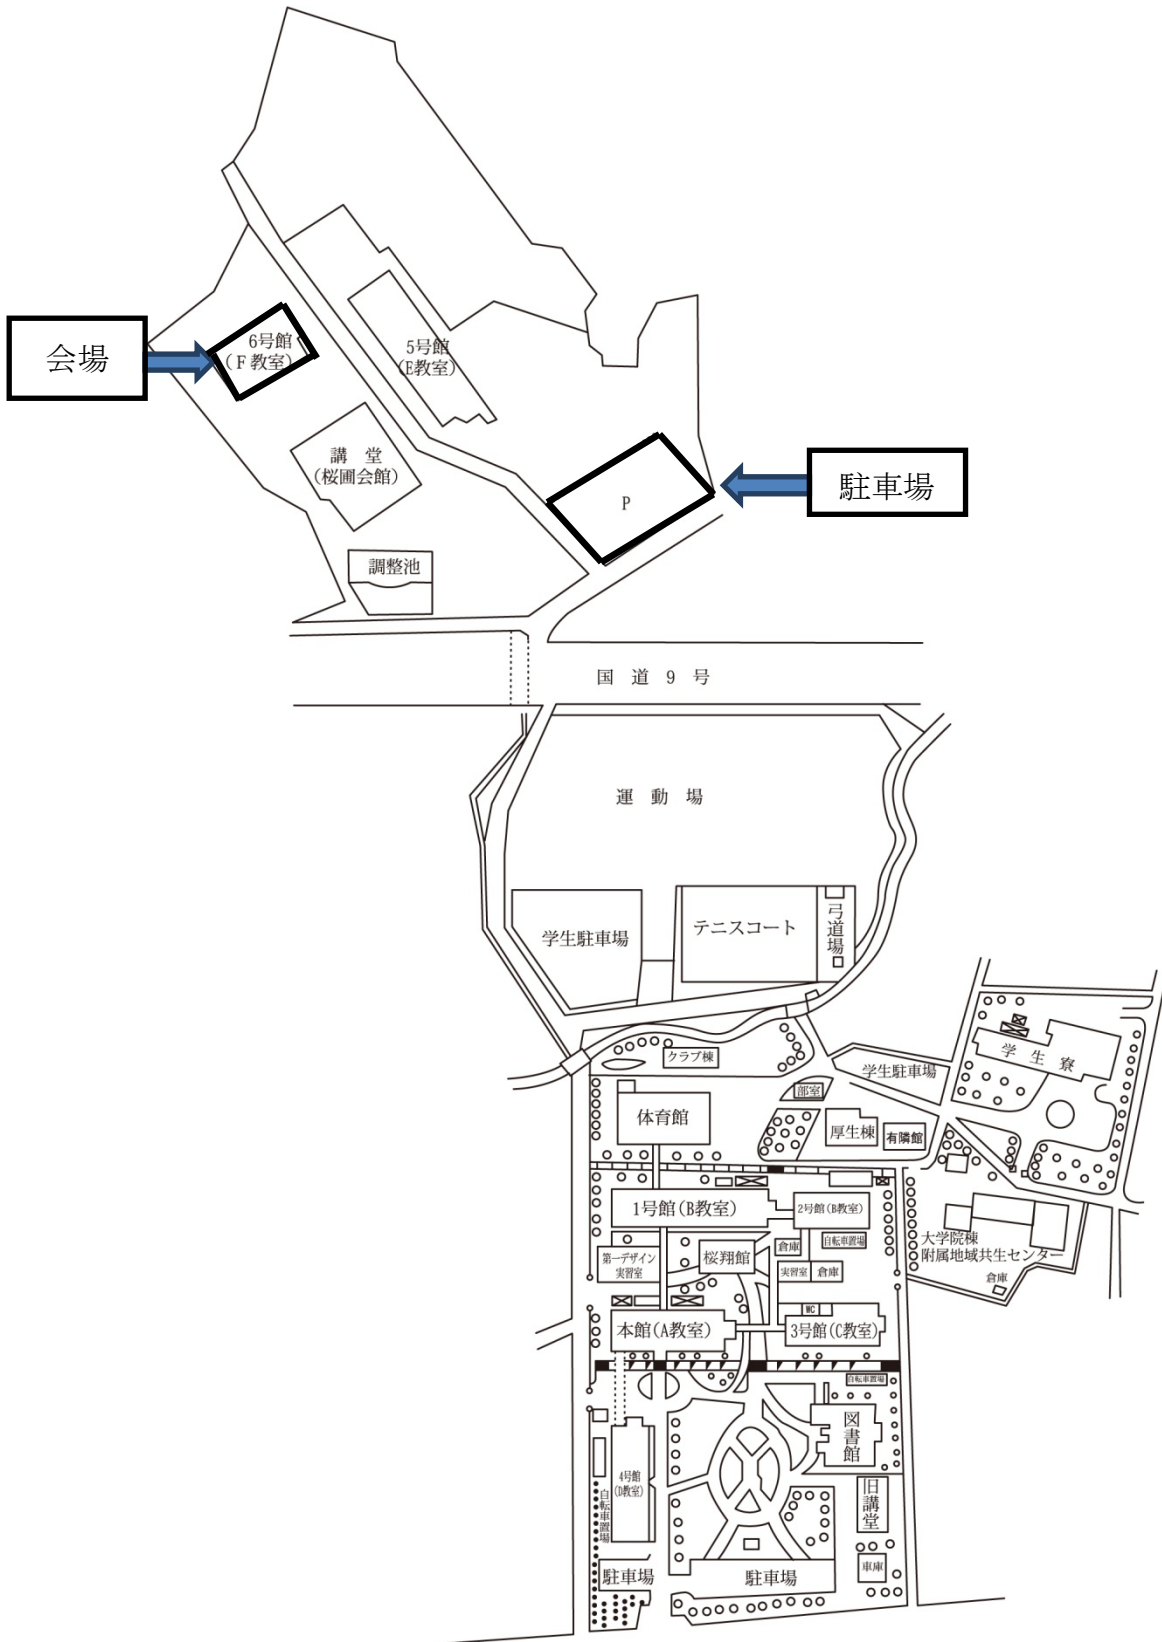 6号館
(F教室)
会場
5号館
(E教室)
講 堂
(桜圃会館)
P
駐車場
調整池
国 道 9 号
運 動 場
学生駐車場
テニスコート
弓道場
クラブ棟
学生駐車場
学 生 寮
部室
体育館
厚生棟
有隣館
1号館(B教室)
2号館(B教室)
第一デザイン
実習室
桜翔館
倉庫
自転車置場
実習室
倉庫
大学院棟
附属地域共生センター
倉庫
WC
本館(A教室)
3号館(C教室)
自転車置場
図書館
4号館
(D教室)
自転車置場
旧講堂
駐車場
駐車場
車庫